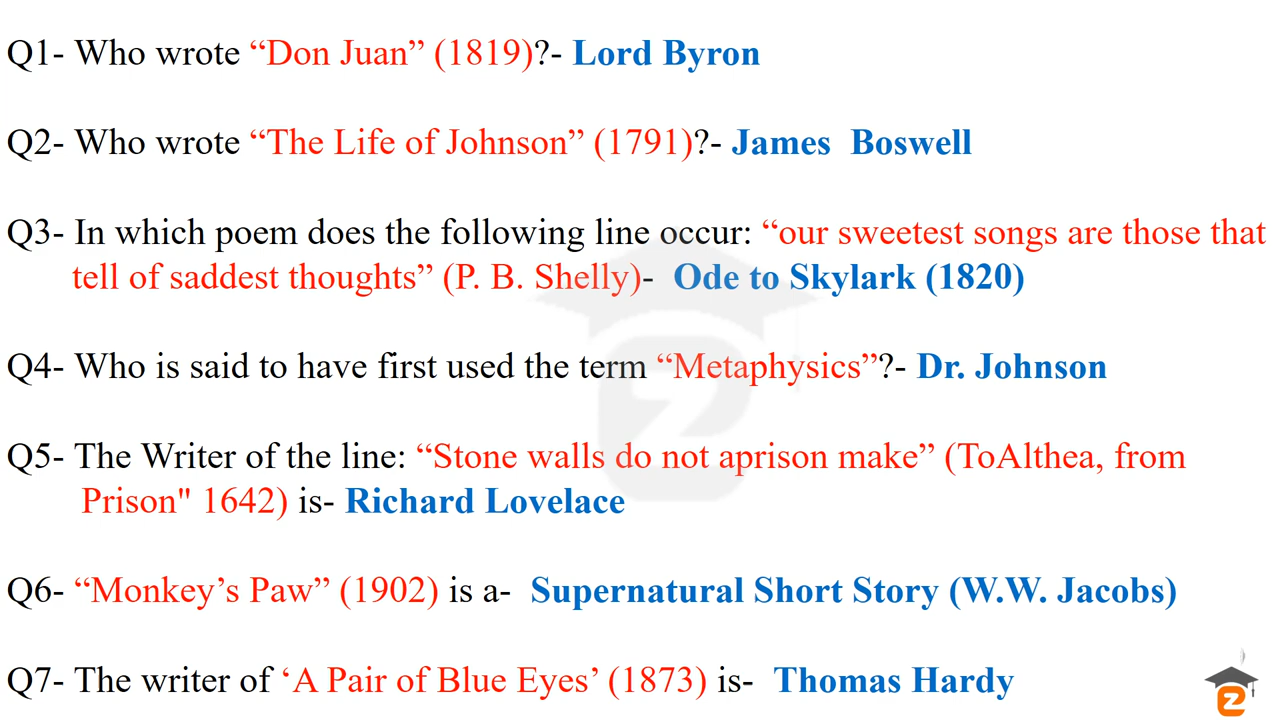 Q1- Who wrote “Don Juan” (1819)?- Lord Byron
Q2- Who wrote “The Life of Johnson” (1791)?- James  Boswell
Q3- In which poem does the following line occur: “our sweetest songs are those that
tell of saddest thoughts” (P. B. Shelly)-  Ode to Skylark (1820)
Q4- Who is said to have first used the term “Metaphysics”?- Dr. Johnson
Q5- The Writer of the line: “Stone walls do not aprison make” (ToAlthea, from
Prison" 1642) is- Richard Lovelace
Q6- “Monkey’s Paw” (1902) is a-  Supernatural Short Story (W.W. Jacobs)
Q7- The writer of ‘A Pair of Blue Eyes’ (1873) is-  Thomas Hardy